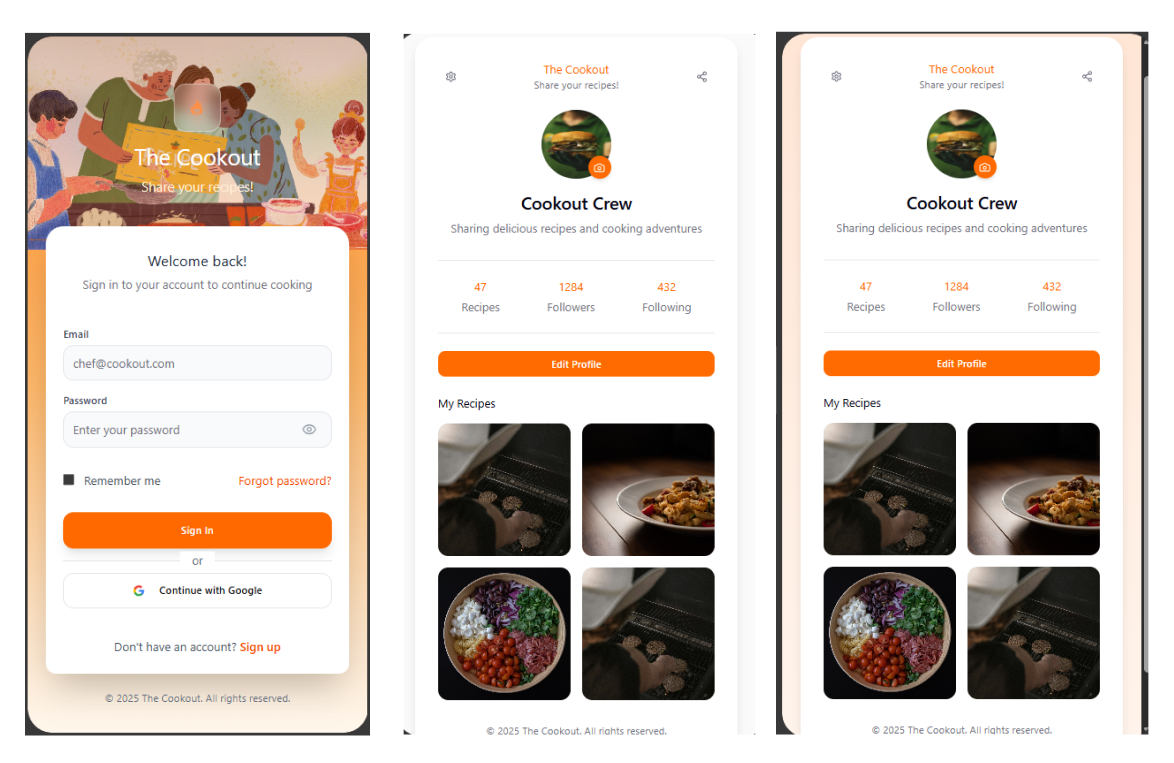 The Cookout
Share your recipes!
Welcome back!
Sign in to your account to continue cooking
Email
chef@cookout.com
Password
Enter your password
Remember me
Forgot password?
Sign In
or
Continue with Google
Don't have an account? Sign up
© 2025 The Cookout. All rights reserved.
The Cookout
Share your recipes!
Cookout Crew
Sharing delicious recipes and cooking adventures
47 1284 432
Recipes Followers Following
Edit Profile
My Recipes
© 2025 The Cookout. All rights reserved.
The Cookout
Share your recipes!
Cookout Crew
Sharing delicious recipes and cooking adventures
47 1284 432
Recipes Followers Following
Edit Profile
My Recipes
© 2025 The Cookout. All rights reserved.